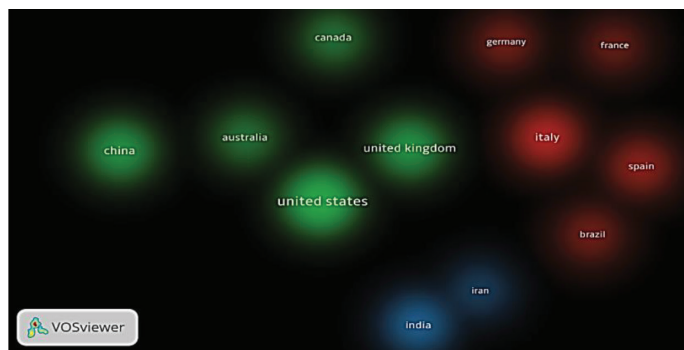 canada
germany
france
china
australia
united kingdom
italy
spain
united states
brazil
iran
india
VOSviewer